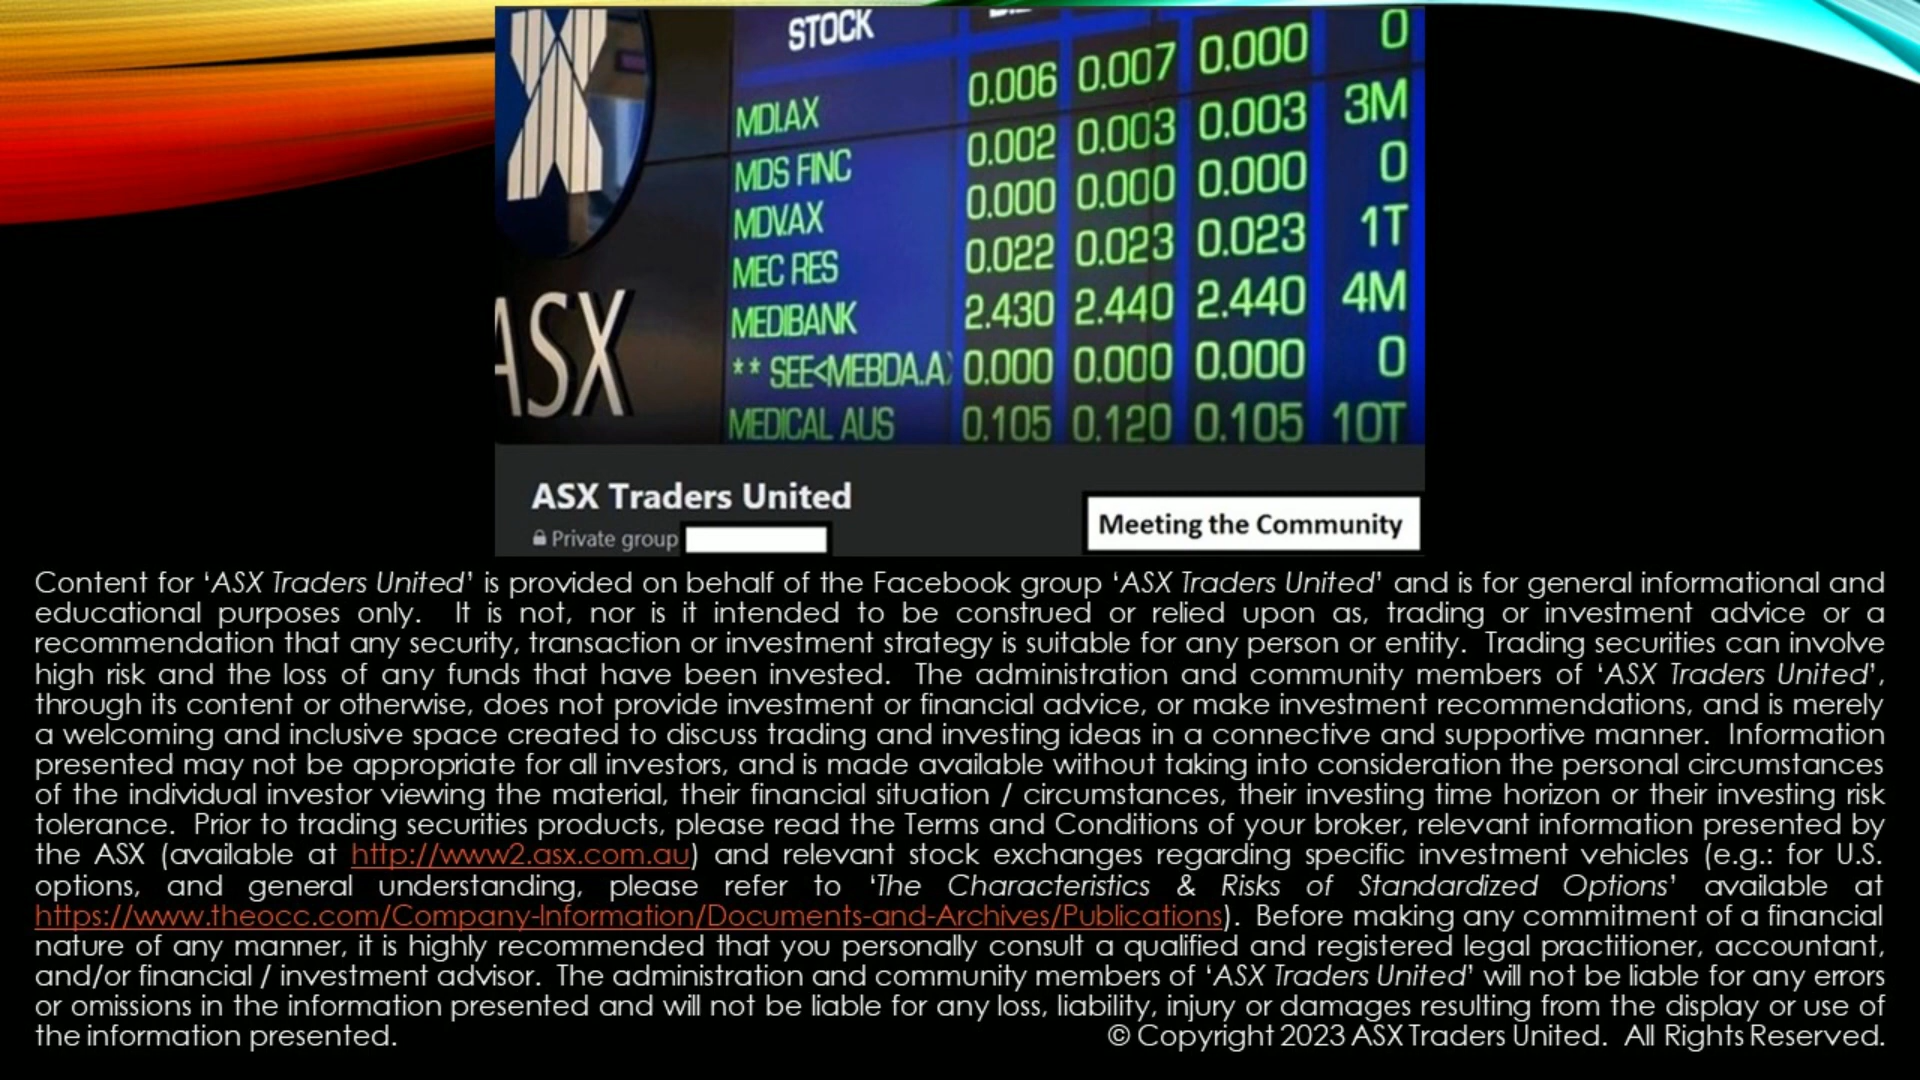 STOCK
0.006 0.007 0.000 0
MDI.AX
0.002 0.003 0.003 3M
MDS FINC
0.000 0.000 0.000 0
MDV.AX
0.022 0.023 0.023 1T
MEC RES
2.430 2.440 2.440 4M
MEDIBANK
** SEE<MEBDA.A 0.000 0.000 0.000 0
MEDICAL AUS 0.105 0.120 0.105 10T
ASX
ASX Traders United
Private group
Meeting the Community
Content for ‘ASX Traders United’ is provided on behalf of the Facebook group ‘ASX Traders United’ and is for general informational and
educational purposes only. It is not, nor is it intended to be construed or relied upon as, trading or investment advice or a
recommendation that any security, transaction or investment strategy is suitable for any person or entity. Trading securities can involve
high risk and the loss of any funds that have been invested. The administration and community members of ‘ASX Traders United’,
through its content or otherwise, does not provide investment or financial advice, or make investment recommendations, and is merely
a welcoming and inclusive space created to discuss trading and investing ideas in a connective and supportive manner. Information
presented may not be appropriate for all investors, and is made available without taking into consideration the personal circumstances
of the individual investor viewing the material, their financial situation / circumstances, their investing time horizon or their investing risk
tolerance. Prior to trading securities products, please read the Terms and Conditions of your broker, relevant information presented by
the ASX (available at http://www2.asx.com.au) and relevant stock exchanges regarding specific investment vehicles (e.g.: for U.S.
options, and general understanding, please refer to ‘The Characteristics & Risks of Standardized Options’ available at
https://www.theocc.com/Company-Information/Documents-and-Archives/Publications). Before making any commitment of a financial
nature of any manner, it is highly recommended that you personally consult a qualified and registered legal practitioner, accountant,
and/or financial / investment advisor. The administration and community members of ‘ASX Traders United’ will not be liable for any errors
or omissions in the information presented and will not be liable for any loss, liability, injury or damages resulting from the display or use of
the information presented. © Copyright 2023 ASX Traders United. All Rights Reserved.